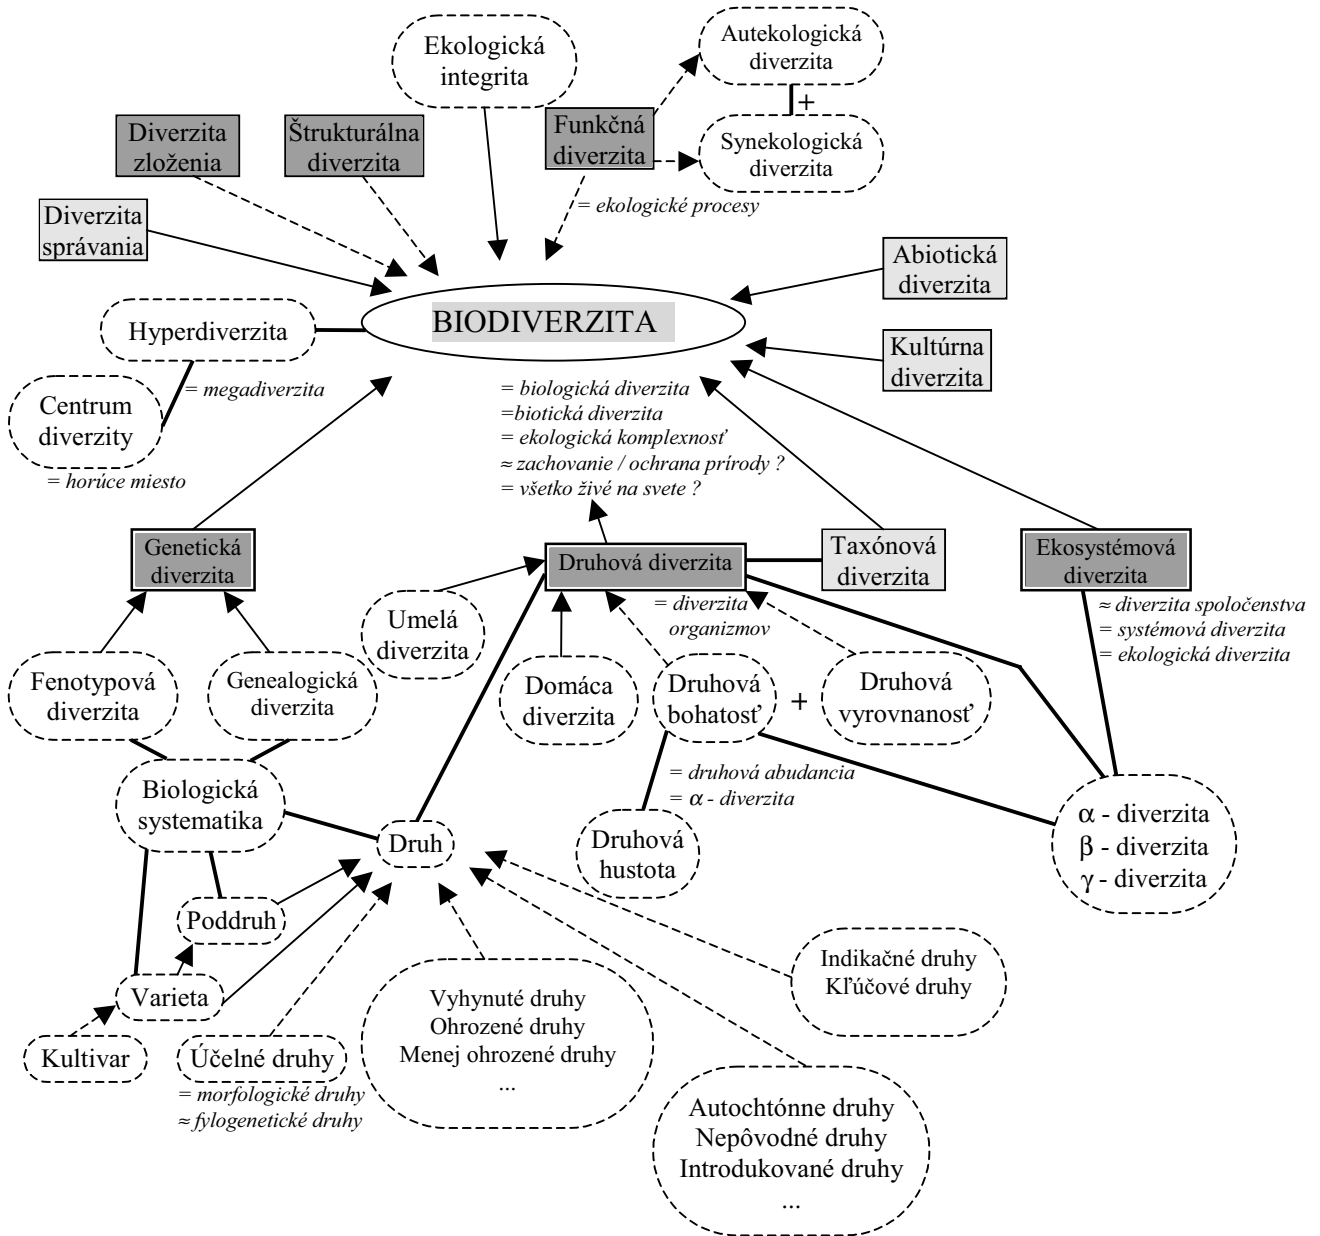 Autekologická
diverzita
+
Synekologická
diverzita
Ekologická
integrita
Funkčná
diverzita
= ekologické procesy
Diverzita
zloženia
Štrukturálna
diverzita
Diverzita
správania
Abiotická
diverzita
Kultúrna
diverzita
BIODIVERZITA
Hyperdiverzita
= megadiverzita
Centrum
diverzity
= horúce miesto
= biologická diverzita
=biotická diverzita
= ekologická komplexnosť
≈ zachovanie / ochrana prírody ?
= všetko živé na svete ?
Genetická
diverzita
Druhová diverzita
= diverzita
organizmov
Taxónová
diverzita
Ekosystémová
diverzita
≈ diverzita spoločenstva
= systémová diverzita
= ekologická diverzita
Umelá
diverzita
Domáca
diverzita
Druhová
bohatosť
+
Druhová
vyrovnanosť
= druhová abudancia
= α - diverzita
Fenotypová
diverzita
Genealogická
diverzita
Biologická
systematika
Druh
Druhová
hustota
α - diverzita
β - diverzita
γ - diverzita
Poddruh
Varieta
Kultivar
Účelné druhy
= morfologické druhy
≈ fylogenetické druhy
Vyhynuté druhy
Ohrozené druhy
Menej ohrozené druhy
...
Indikačné druhy
Kľúčové druhy
Autochtónne druhy
Nepôvodné druhy
Introdukované druhy
...